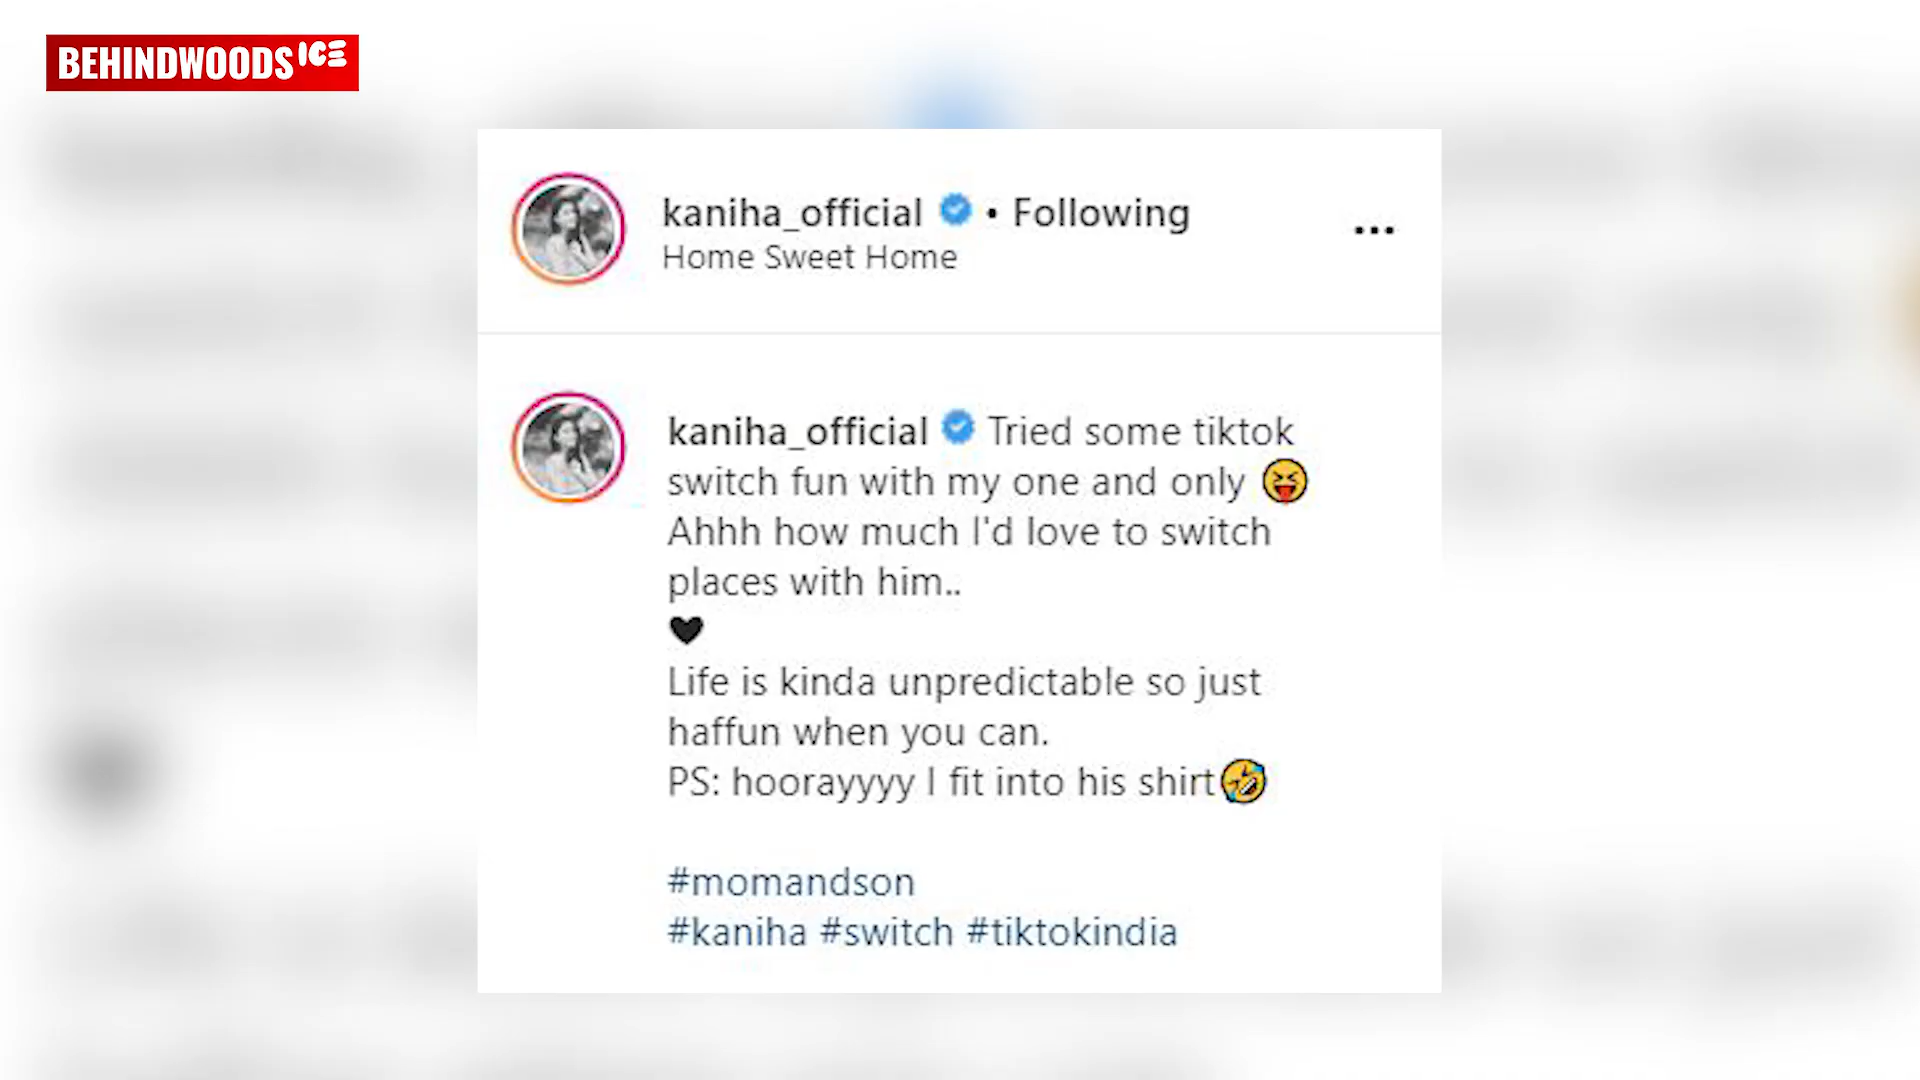 BEHINDWOODS ICE
kaniha_official • Following
Home Sweet Home
...
kaniha_official Tried some tiktok
switch fun with my one and only 😝
Ahhh how much I'd love to switch
places with him..
🖤
Life is kinda unpredictable so just
haffun when you can.
PS: hoorayyyy I fit into his shirt🤣
#momandson
#kaniha #switch #tiktokindia